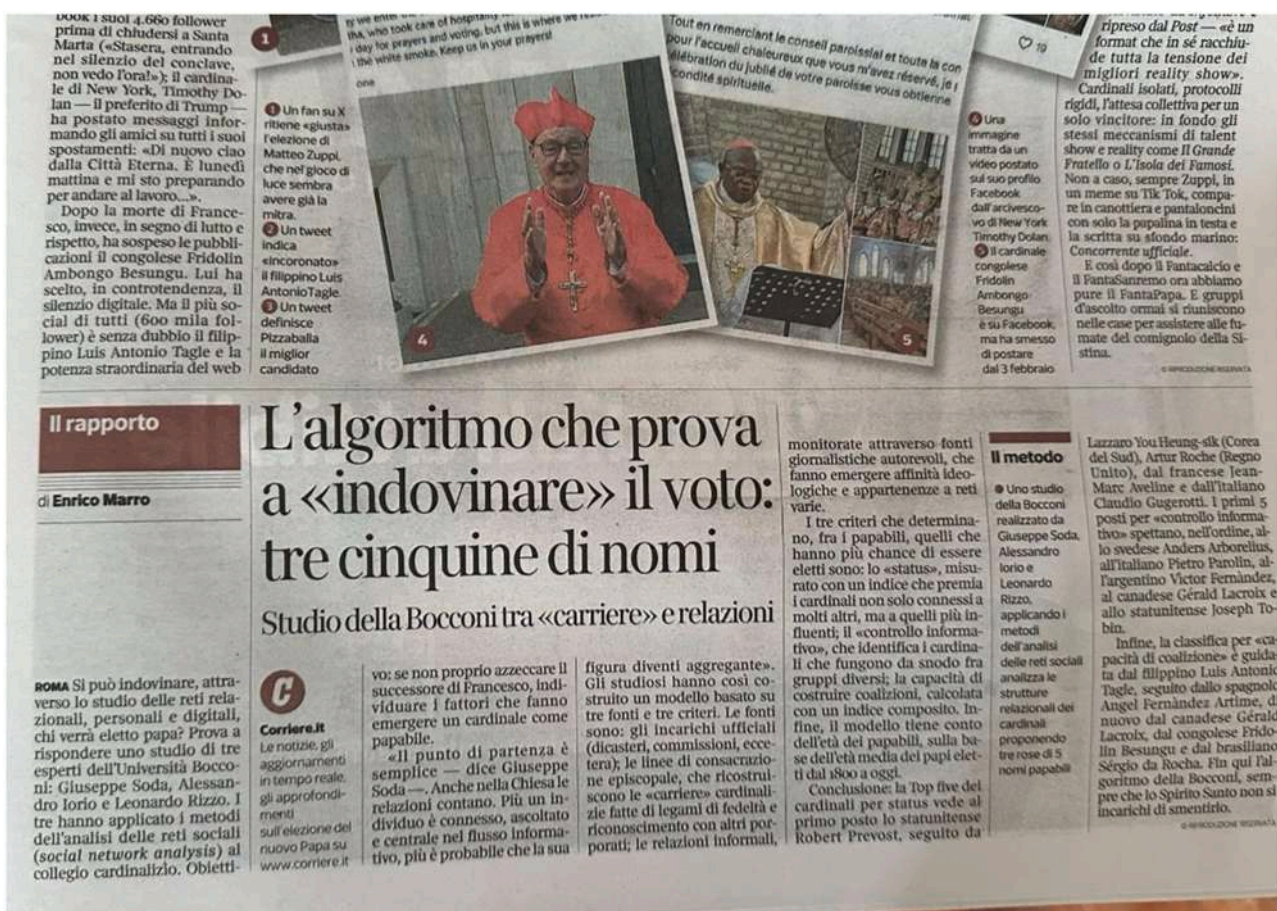 book i suoi 4.660 follower
prima di chiudersi a Santa
Marta («Stasera, entrando
nel silenzio del conclave,
non vedo l'ora!»); il cardina-
le di New York, Timothy Do-
lan — il preferito di Trump —
ha postato messaggi infor-
mando gli amici su tutti i suoi
spostamenti: «Di nuovo ciao
dalla Città Eterna. È lunedì
mattina e mi sto preparando
per andare al lavoro...».
Dopo la morte di France-
sco, invece, in segno di lutto e
rispetto, ha sospeso le pubbli-
cazioni il congolese Fridolin
Ambongo Besungu. Lui ha
scelto, in controtendenza, il
silenzio digitale. Ma il più so-
cial di tutti (600 mila fol-
lower) è senza dubbio il filip-
pino Luis Antonio Tagle e la
potenza straordinaria del web
1
who took care of hospitality
day for prayers and voting, but this is where we
the white smoke. Keep us in your prayers!
one
1 Un fan su X
ritiene «giusta»
l'elezione di
Matteo Zuppi,
che nel gioco di
luce sembra
avere già la
mitra.
2 Un tweet
indica
«incoronato»
il filippino Luis
Antonio Tagle.
3 Un tweet
definisce
Pizzaballa
il miglior
candidato
4
Tout en remerciant le conseil paroissial et toute la con
pour l'accueil chaleureux que vous m'avez réservé, je
élébration du jubilé de votre paroisse vous obtienne
condité spirituelle.
5
19
4 Una
immagine
tratta da un
video postato
sul suo profilo
Facebook
dall'arcivesco-
vo di New York
Timothy Dolan.
5 Il cardinale
congolese
Fridolin
Ambongo
Besungu
è su Facebook,
ma ha smesso
di postare
dal 3 febbraio
ripreso dal Post — «è un
format che in sé racchiu-
de tutta la tensione dei
migliori reality show».
Cardinali isolati, protocolli
rigidi, l'attesa collettiva per un
solo vincitore: in fondo gli
stessi meccanismi di talent
show e reality come Il Grande
Fratello o L'Isola dei Famosi.
Non a caso, sempre Zuppi, in
un meme su Tik Tok, compa-
re in canottiera e pantaloncini
con solo la papalina in testa e
la scritta su sfondo marino:
Concorrente ufficiale.
E così dopo il Fantacalcio e
il FantaSanremo ora abbiamo
pure il FantaPapa. E gruppi
d'ascolto ormai si riuniscono
nelle case per assistere alle fu-
mate del comignolo della Si-
stina.
© RIPRODUZIONE RISERVATA
Il rapporto
di Enrico Marro
L'algoritmo che prova
a «indovinare» il voto:
tre cinquine di nomi
Studio della Bocconi tra «carriere» e relazioni
ROMA Si può indovinare, attra-
verso lo studio delle reti rela-
zionali, personali e digitali,
chi verrà eletto papa? Prova a
rispondere uno studio di tre
esperti dell'Università Bocco-
ni: Giuseppe Soda, Alessan-
dro Iorio e Leonardo Rizzo. I
tre hanno applicato i metodi
dell'analisi delle reti sociali
(social network analysis) al
collegio cardinalizio. Obietti-
C
Corriere.it
Le notizie, gli
aggiornamenti
in tempo reale,
gli approfondi-
menti
sull'elezione del
nuovo Papa su
www.corriere.it
vo: se non proprio azzeccare il
successore di Francesco, indi-
viduare i fattori che fanno
emergere un cardinale come
papabile.
«Il punto di partenza è
semplice — dice Giuseppe
Soda —. Anche nella Chiesa le
relazioni contano. Più un in-
dividuo è connesso, ascoltato
e centrale nel flusso informa-
tivo, più è probabile che la sua
figura diventi aggregante».
Gli studiosi hanno così co-
struito un modello basato su
tre fonti e tre criteri. Le fonti
sono: gli incarichi ufficiali
(dicasteri, commissioni, ecce-
tera); le linee di consacrazio-
ne episcopale, che ricostrui-
scono le «carriere» cardinali-
zie fatte di legami di fedeltà e
riconoscimento con altri por-
porati; le relazioni informali,
monitorate attraverso fonti
giornalistiche autorevoli, che
fanno emergere affinità ideo-
logiche e appartenenze a reti
varie.
I tre criteri che determina-
no, fra i papabili, quelli che
hanno più chance di essere
eletti sono: lo «status», misu-
rato con un indice che premia
i cardinali non solo connessi a
molti altri, ma a quelli più in-
fluenti; il «controllo informa-
tivo», che identifica i cardina-
li che fungono da snodo fra
gruppi diversi; la capacità di
costruire coalizioni, calcolata
con un indice composito. In-
fine, il modello tiene conto
dell'età dei papabili, sulla ba-
se dell'età media dei papi elet-
ti dal 1800 a oggi.
Conclusione: la Top five dei
cardinali per status vede al
primo posto lo statunitense
Robert Prevost, seguito da
Il metodo
● Uno studio
della Bocconi
realizzato da
Giuseppe Soda,
Alessandro
Iorio e
Leonardo
Rizzo,
applicando i
metodi
dell'analisi
delle reti sociali
analizza le
strutture
relazionali dei
cardinali
proponendo
tre rose di 5
nomi papabili
Lazzaro You Heung-sik (Corea
del Sud), Artur Roche (Regno
Unito), dal francese Jean-
Marc Aveline e dall'italiano
Claudio Gugerotti. I primi 5
posti per «controllo informa-
tivo» spettano, nell'ordine, al-
lo svedese Anders Arborelius,
all'italiano Pietro Parolin, al-
l'argentino Victor Fernàndez,
al canadese Gérald Lacroix e
allo statunitense Joseph To-
bin.
Infine, la classifica per «ca-
pacità di coalizione» è guida-
ta dal filippino Luis Antonio
Tagle, seguito dallo spagnolo
Angel Fernàndez Artime, di
nuovo dal canadese Gérald
Lacroix, dal congolese Frido-
lin Besungu e dal brasiliano
Sérgio da Rocha. Fin qui l'al-
goritmo della Bocconi, sem-
pre che lo Spirito Santo non si
incarichi di smentirlo.
© RIPRODUZIONE RISERVATA